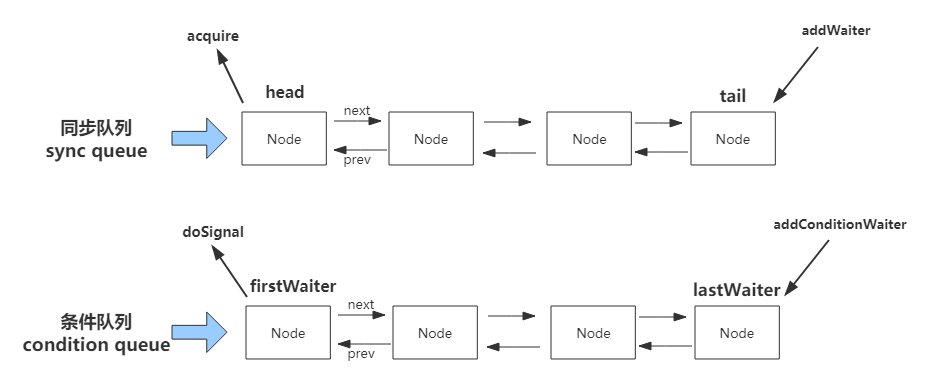 acquire
addWaiter
head
tail
同步队列
sync queue
next
prev
Node
Node
Node
Node
doSignal
addConditionWaiter
firstWaiter
lastWaiter
条件队列
condition queue
next
prev
Node
Node
Node
Node